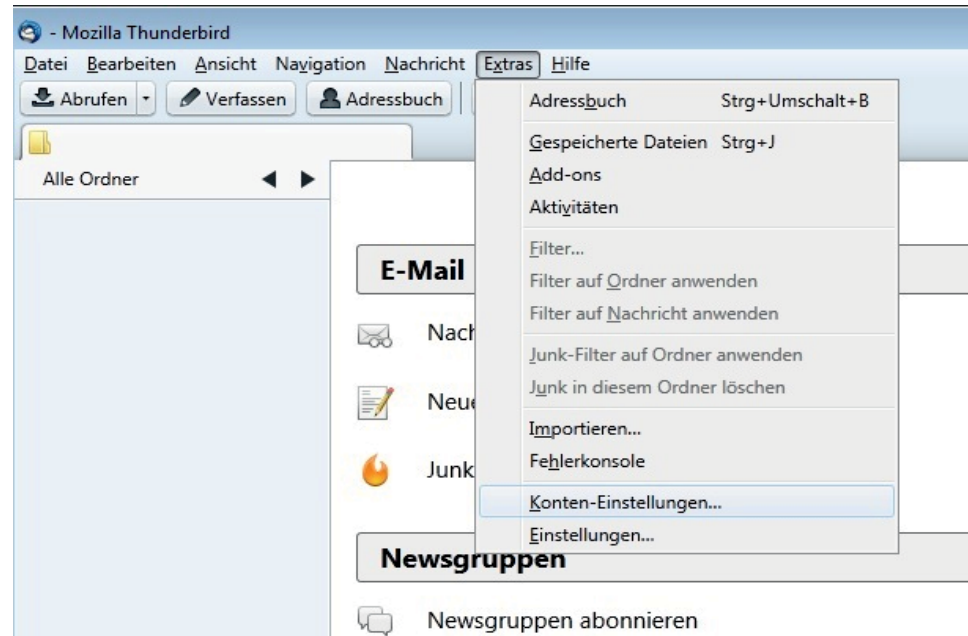 - Mozilla Thunderbird
Datei Bearbeiten Ansicht Navigation Nachricht Extras Hilfe
Abrufen Verfassen Adressbuch
Alle Ordner
Adressbuch Strg+Umschalt+B
Gespeicherte Dateien Strg+J
Add-ons
Aktivitäten
Filter...
Filter auf Ordner anwenden
Filter auf Nachricht anwenden
Junk-Filter auf Ordner anwenden
Junk in diesem Ordner löschen
Importieren...
Fehlerkonsole
Konten-Einstellungen...
Einstellungen...
E-Mail
Nach
Neue
Junk
Newsgruppen
Newsgruppen abonnieren